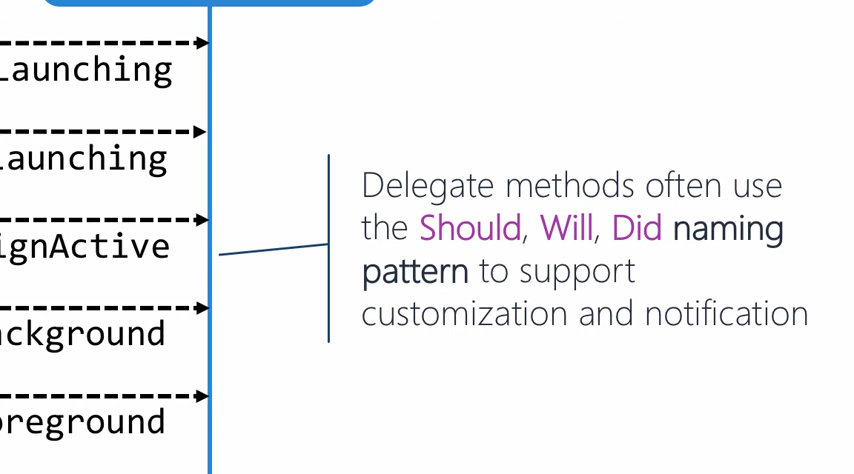 Launching
Launching
ignActive
ckground
oreground
Delegate methods often use
the Should, Will, Did naming
pattern to support
customization and notification